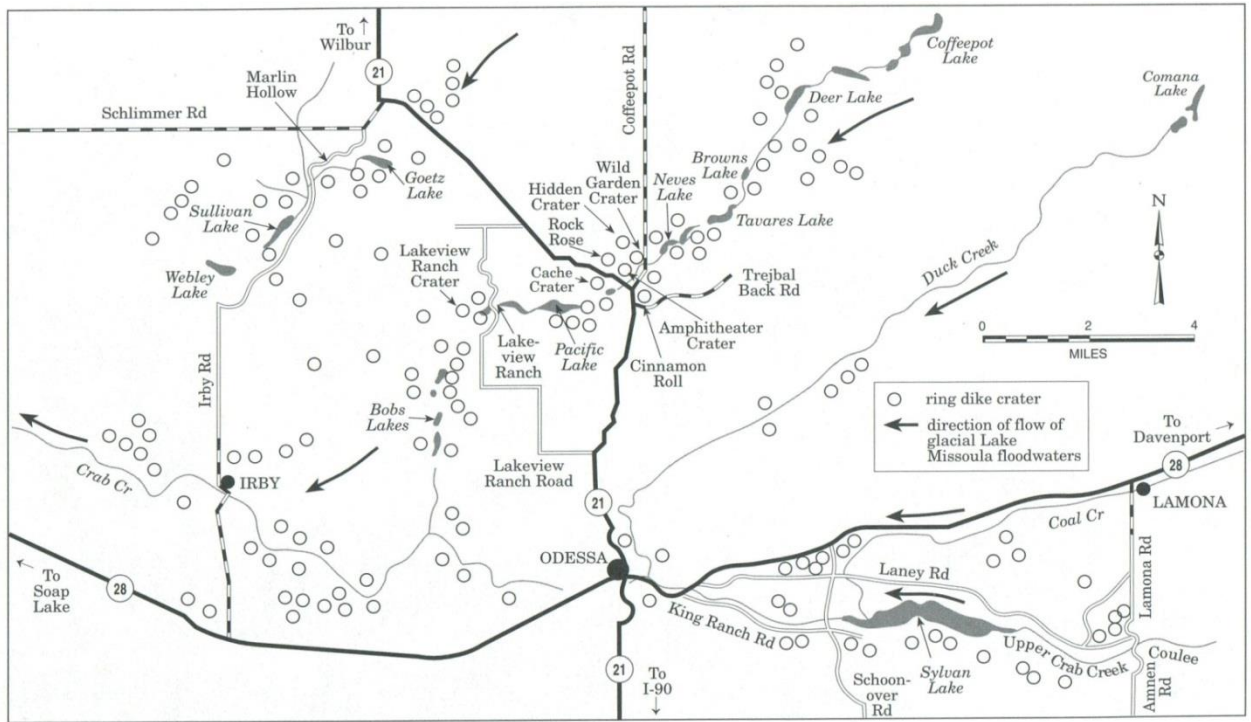 To ↑
Wilbur
21
Marlin
Hollow
Schlimmer Rd
Coffeepot Rd
Coffeepot
Lake
Comana
Lake
Deer Lake
Goetz
Lake
Wild
Garden
Crater
Browns
Lake
Hidden
Crater
Neves
Lake
Sullivan
Lake
Rock
Rose
Tavares Lake
N
Webley
Lake
Lakeview
Ranch
Crater
Cache
Crater
Trejbal
Back Rd
Duck Creek
Amphitheater
Crater
Lake-
view
Ranch
Pacific
Lake
Cinnamon
Roll
0 2 4
MILES
Irby Rd
Bobs
Lakes
ring dike crater
direction of flow of
glacial Lake
Missoula floodwaters
To
Davenport
28
Lakeview
Ranch Road
21
Crab Cr
IRBY
LAMONA
Coal Cr
ODESSA
Lamona Rd
Laney Rd
To
Soap
Lake
28
King Ranch Rd
Upper Crab Creek
Coulee
Sylvan
Lake
Schoon-
over
Rd
Amnen
Rd
21
To
I-90